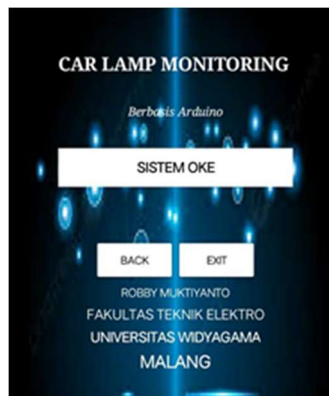 CAR LAMP MONITORING
Berbasis Arduino
SISTEM OKE
BACK EXIT
ROBBY MUKTIYANTO
FAKULTAS TEKNIK ELEKTRO
UNIVERSITAS WIDYAGAMA
MALANG